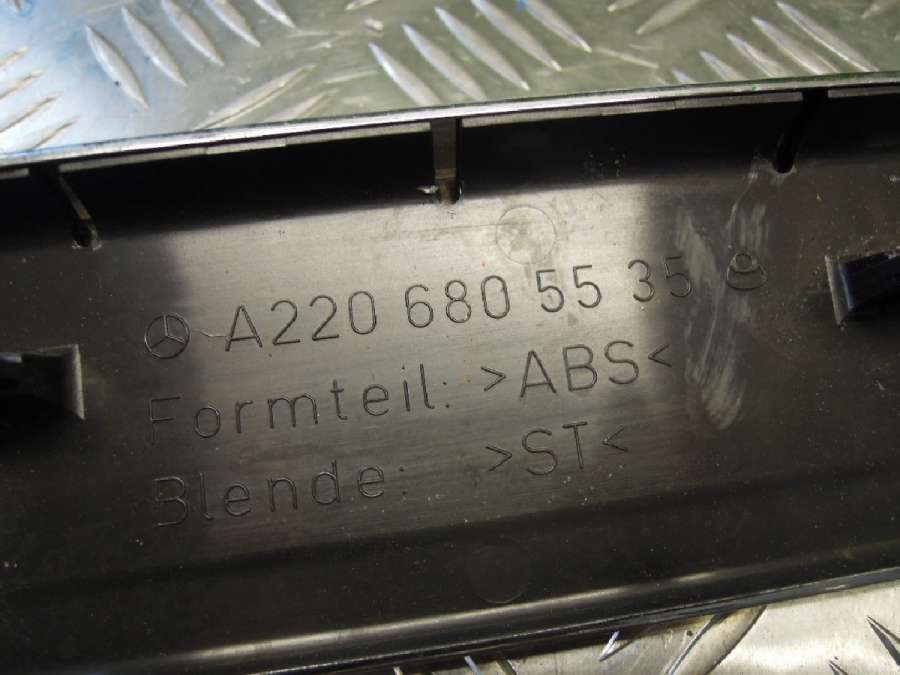 A220 680 55 35
Formteil: >ABS<
Blende: >ST<